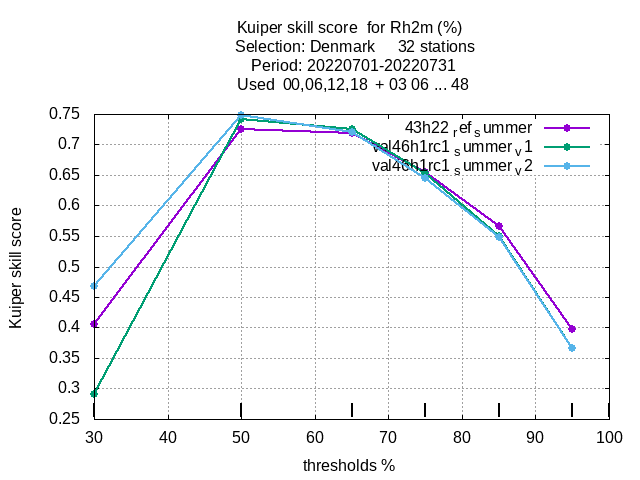 Kuiper skill score for Rh2m (%)
Selection: Denmark 32 stations
Period: 20220701-20220731
Used 00,06,12,18 + 03 06 ... 48
43h22 ref summer
val46h1rc1 summer v1
val46h1rc1 summer v2
0.75
0.7
0.65
0.6
0.55
0.5
0.45
0.4
0.35
0.3
0.25
Kuiper skill score
30 40 50 60 70 80 90 100
thresholds %